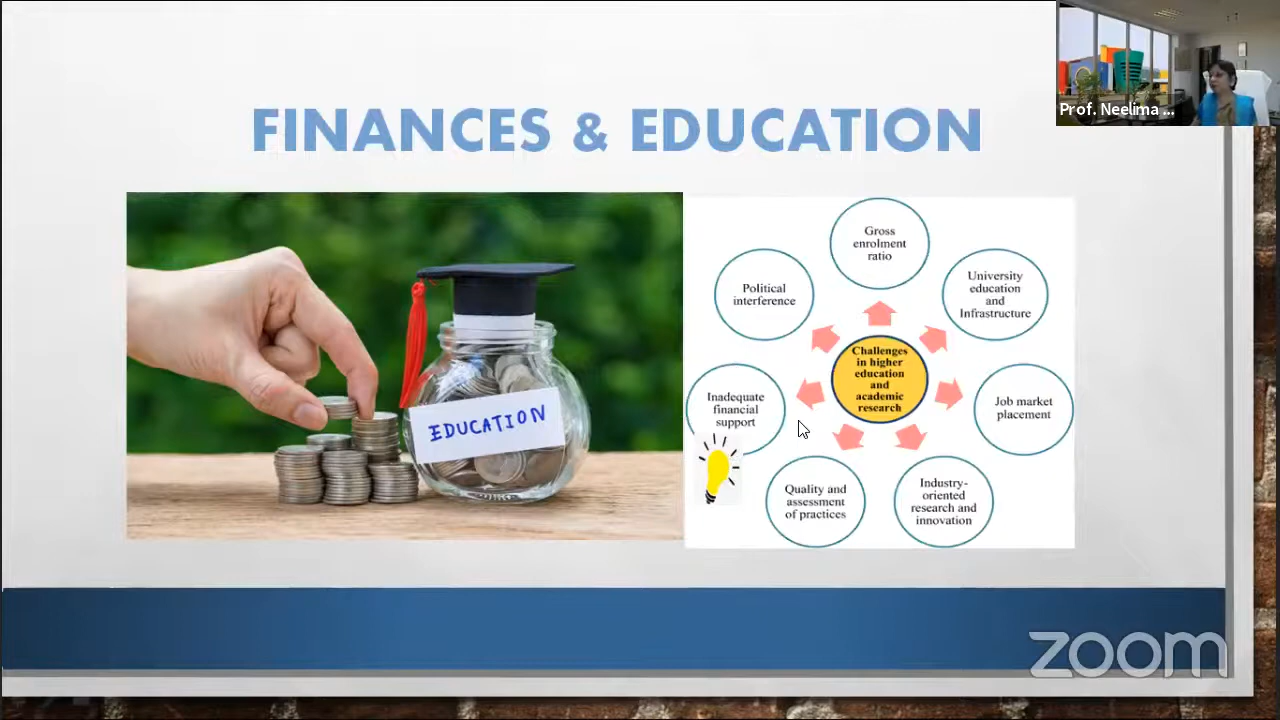 Prof. Neelima ...
FINANCES & EDUCATION
EDUCATION
Gross
enrolment
ratio
University
education
and
Infrastructure
Job market
placement
Industry-
oriented
research and
innovation
Quality and
assessment
of practices
Inadequate
financial
support
Political
interference
Challenges
in higher
education
and
academic
research
zoom